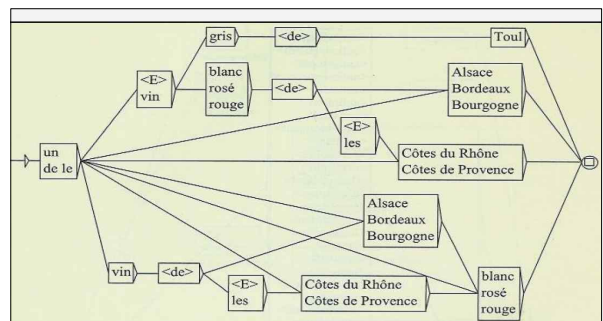 gris
<de>
Toul
<E>
vin
blanc
rosé
rouge
<de>
Alsace
Bordeaux
Bourgogne
<E>
les
un
de le
Côtes du Rhône
Côtes de Provence
Alsace
Bordeaux
Bourgogne
vin
<de>
<E>
les
Côtes du Rhône
Côtes de Provence
blanc
rosé
rouge